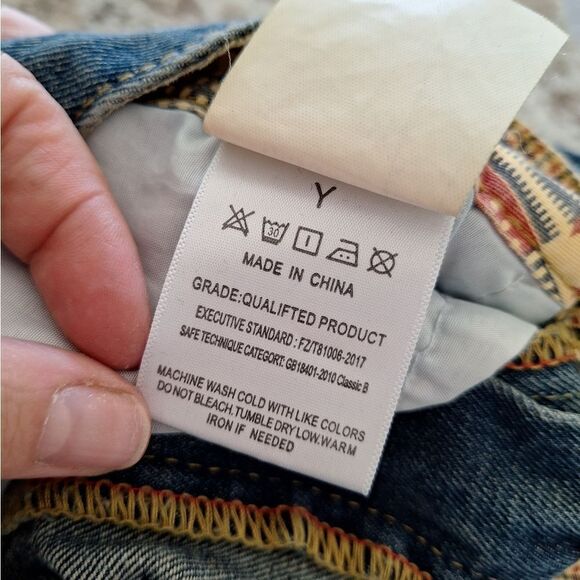 Y
30
MADE IN CHINA
GRADE:QUALIFTED PRODUCT
EXECUTIVE STANDARD : FZ/T81006-2017
SAFE TECHNIQUE CATEGORT: GB18401-2010 Classic B
MACHINE WASH COLD WITH LIKE COLORS
DO NOT BLEACH.TUMBLE DRY LOW.WARM
IRON IF NEEDED